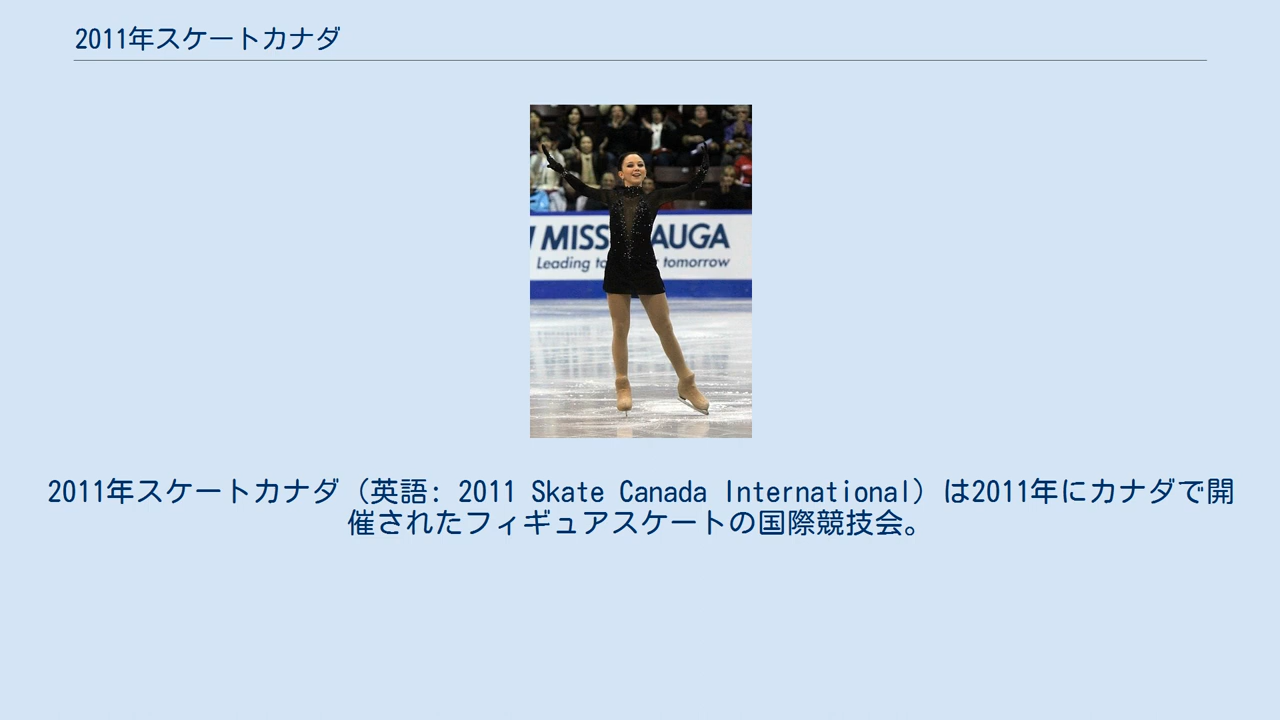 2011年スケートカナダ
MISS AUGA
Leading to tomorrow
2011年スケートカナダ（英語: 2011 Skate Canada International）は2011年にカナダで開
催されたフィギュアスケートの国際競技会。